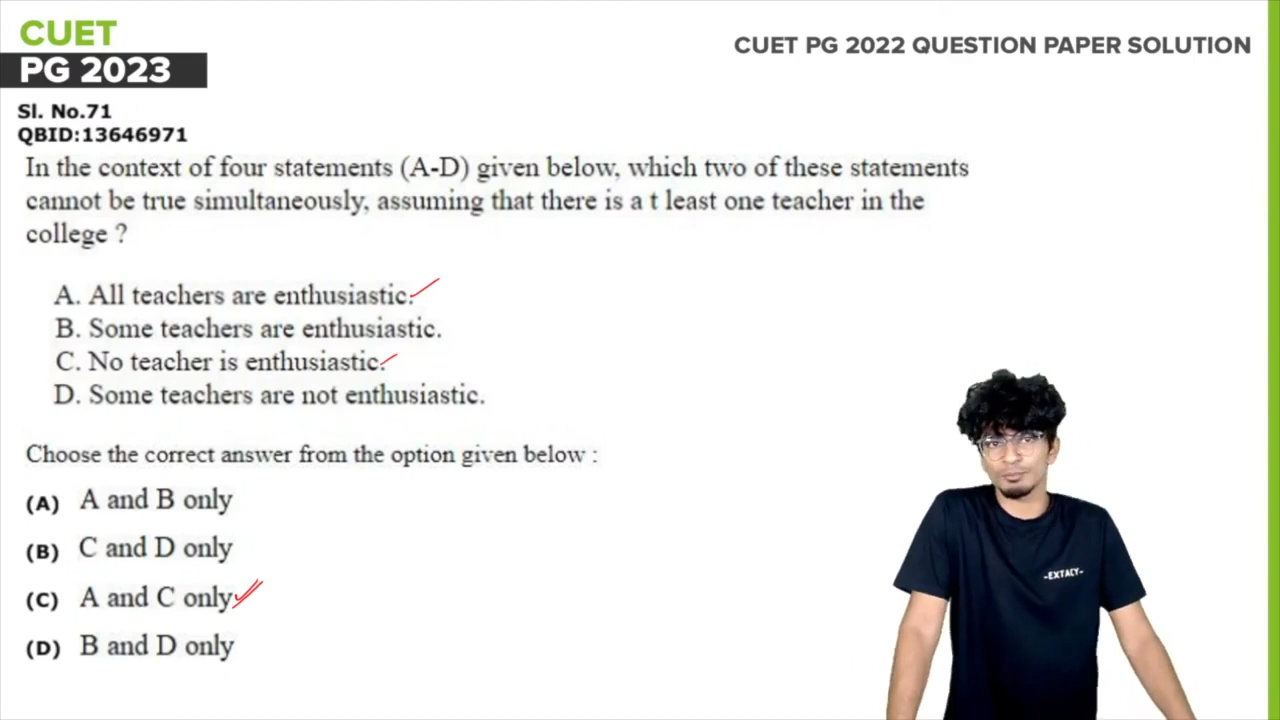 CUET
PG 2023
CUET PG 2022 QUESTION PAPER SOLUTION
Sl. No.71
QBID:13646971
In the context of four statements (A-D) given below, which two of these statements
cannot be true simultaneously, assuming that there is a t least one teacher in the
college ?
A. All teachers are enthusiastic.
B. Some teachers are enthusiastic.
C. No teacher is enthusiastic.
D. Some teachers are not enthusiastic.
Choose the correct answer from the option given below :
(A) A and B only
(B) C and D only
(C) A and C only
(D) B and D only
-EXTACY-